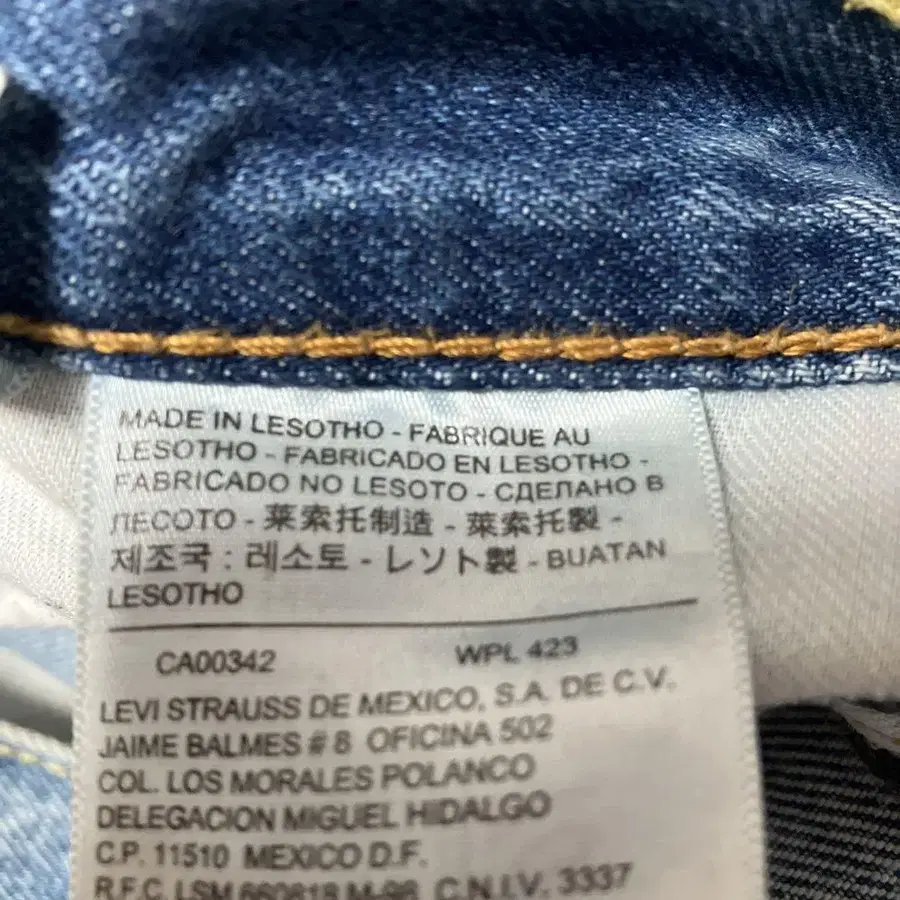 MADE IN LESOTHO - FABRIQUE AU
LESOTHO - FABRICADO EN LESOTHO -
FABRICADO NO LESOTO - СДЕЛАНО В
ЛЕСОТО - 莱索托制造 - 萊索托製 -
제조국 : 레소토 - レソト製 - BUATAN
LESOTHO
CA00342 WPL 423
LEVI STRAUSS DE MEXICO, S.A. DE C.V.
JAIME BALMES # 8 OFICINA 502
COL. LOS MORALES POLANCO
DELEGACION MIGUEL HIDALGO
C.P. 11510 MEXICO D.F.
R.F.C. LSM 660818 M-98 C.N.I.V. 3337